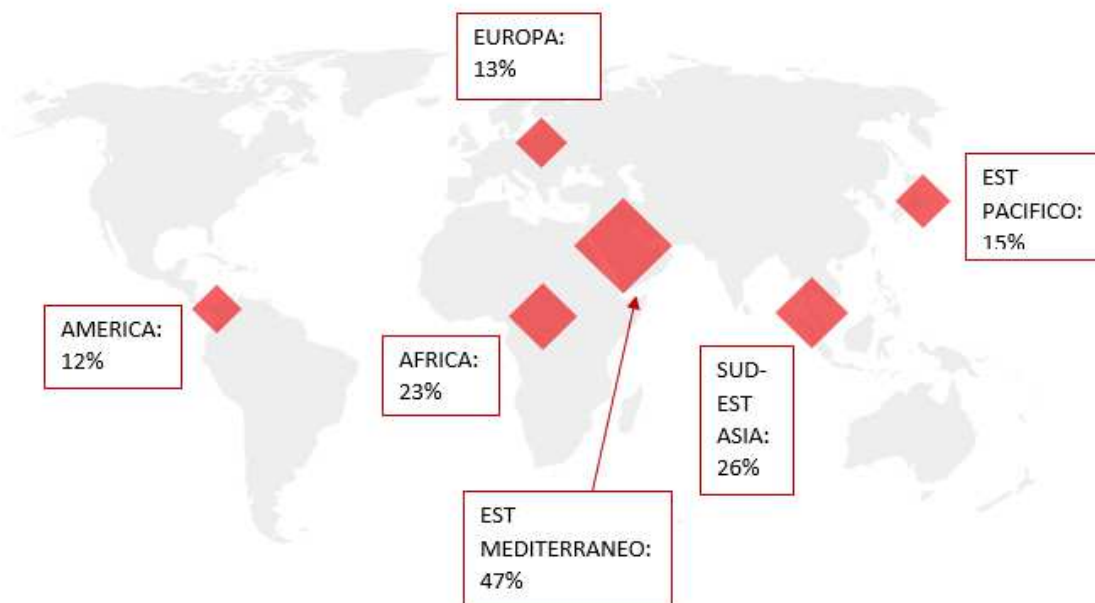 EUROPA:
13%
EST
PACIFICO:
15%
AMERICA:
12%
AFRICA:
23%
SUD-
EST
ASIA:
26%
EST
MEDITERRANEO:
47%